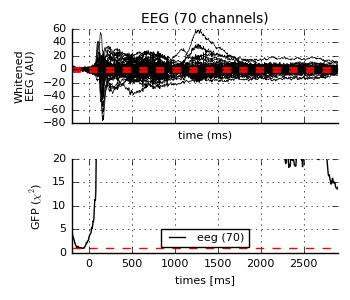 EEG (70 channels)
60
40
20
0
−20
−40
−60
−80
Whitened
EEG (AU)
time (ms)
20
15
10
5
0
GFP (χ²)
eeg (70)
0
500
1000
1500
2000
2500
times [ms]